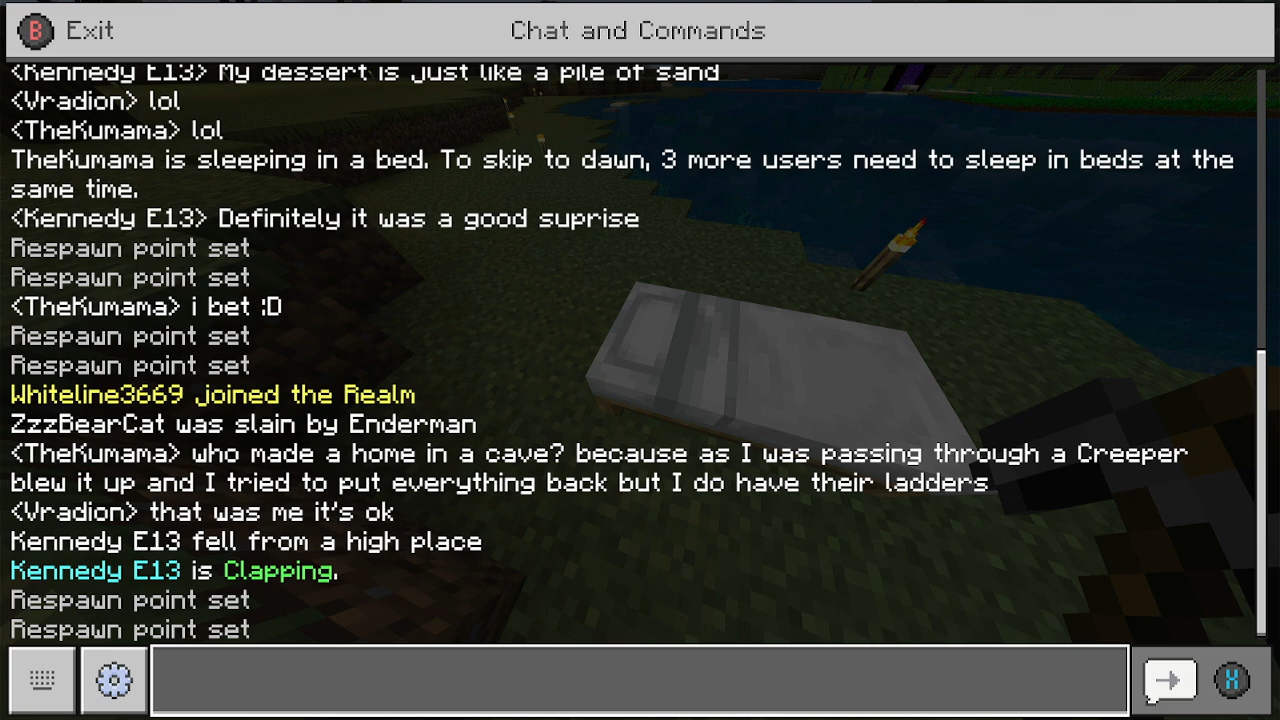 B Exit
Chat and Commands
<Kennedy E13> My dessert is just like a pile of sand
<Vradion> lol
<TheKumama> lol
TheKumama is sleeping in a bed. To skip to dawn, 3 more users need to sleep in beds at the
same time.
<Kennedy E13> Definitely it was a good suprise
Respawn point set
Respawn point set
<TheKumama> i bet :D
Respawn point set
Respawn point set
Whiteline3669 joined the Realm
ZzzBearCat was slain by Enderman
<TheKumama> who made a home in a cave? because as I was passing through a Creeper
blew it up and I tried to put everything back but I do have their ladders
<Vradion> that was me it's ok
Kennedy E13 fell from a high place
Kennedy E13 is Clapping.
Respawn point set
Respawn point set
X